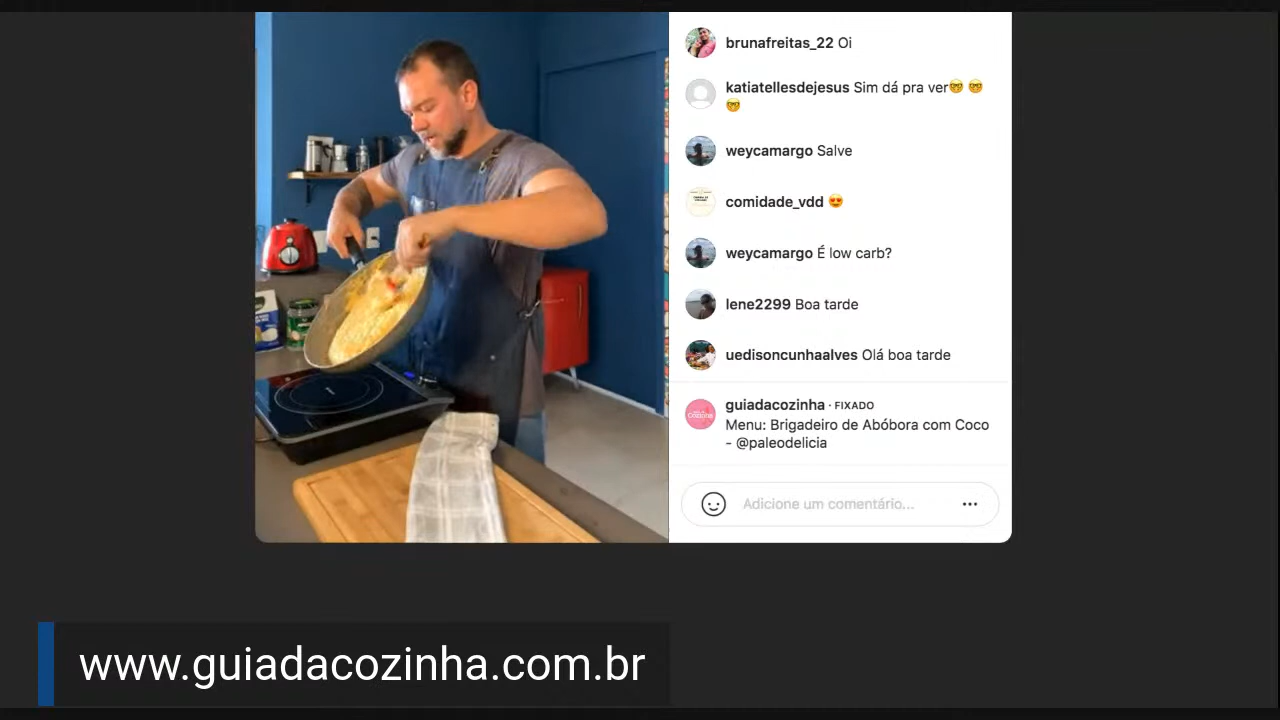 brunafreitas_22 Oi
katiatellesdejesus Sim dá pra ver🤓 🤓
🤓
weycamargo Salve
comidade_vdd 😍
weycamargo É low carb?
lene2299 Boa tarde
uedisoncunhaalves Olá boa tarde
guiadacozinha · FIXADO
Menu: Brigadeiro de Abóbora com Coco
- @paleodelicia
Adicione um comentário...
www.guiadacozinha.com.br